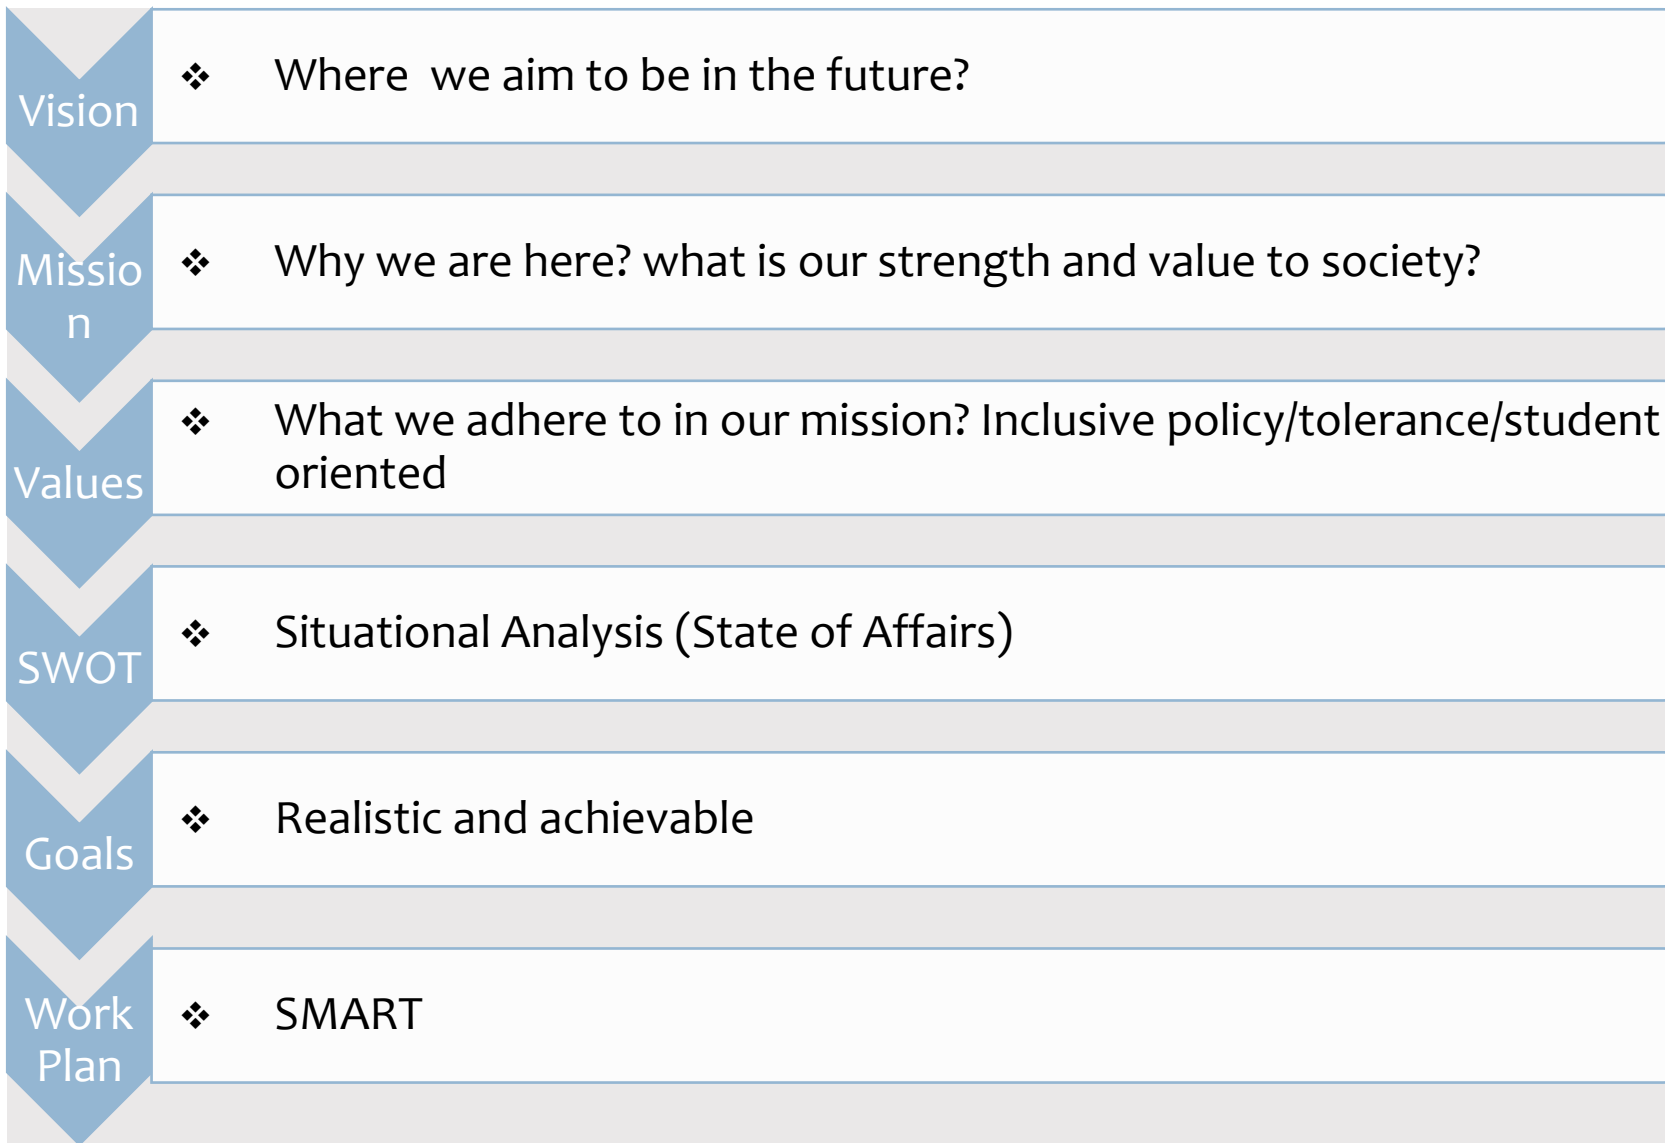 Vision
❖ Where we aim to be in the future?
Missio
n
❖ Why we are here? what is our strength and value to society?
Values
❖ What we adhere to in our mission? Inclusive policy/tolerance/student
oriented
SWOT
❖ Situational Analysis (State of Affairs)
Goals
❖ Realistic and achievable
Work
Plan
❖ SMART